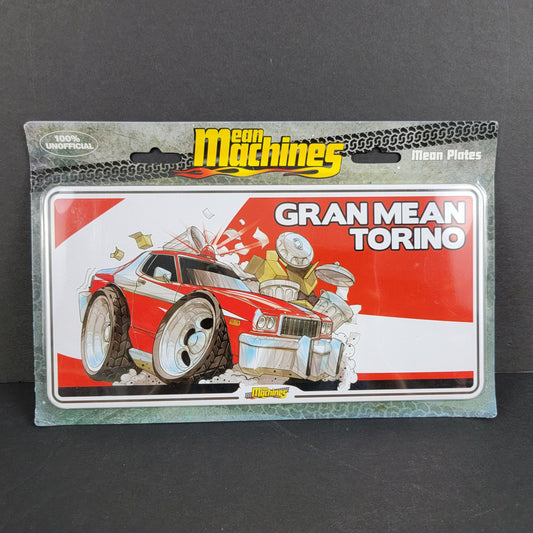 100%
UNOFFICIAL
Mean
Machines
Mean Plates
GRAN MEAN
TORINO
Mean
Machines